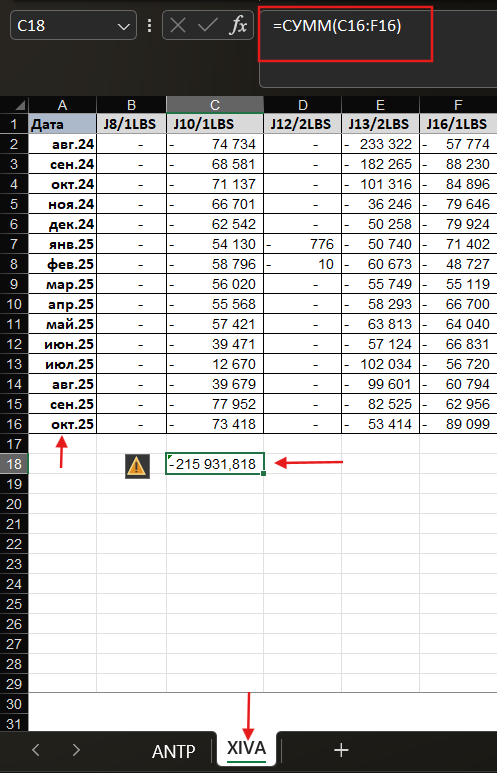 C18 fx =СУММ(C16:F16)
A B C D E F
1 Дата J8/1LBS J10/1LBS J12/2LBS J13/2LBS J16/1LBS
2 авг.24 - - 74 734 - - 233 322 - 57 774
3 сен.24 - - 68 581 - - 182 265 - 88 230
4 окт.24 - - 71 137 - - 101 316 - 84 896
5 ноя.24 - - 66 701 - - 36 246 - 79 646
6 дек.24 - - 62 542 - - 50 258 - 79 924
7 янв.25 - - 54 130 - 776 - 50 740 - 71 402
8 фев.25 - - 58 796 - 10 - 60 673 - 48 727
9 мар.25 - - 56 020 - - 55 749 - 55 119
10 апр.25 - - 55 568 - - 58 293 - 66 700
11 май.25 - - 57 421 - - 63 813 - 64 040
12 июн.25 - - 39 471 - - 57 124 - 66 831
13 июл.25 - - 12 670 - - 102 034 - 56 720
14 авг.25 - - 39 679 - - 99 601 - 60 794
15 сен.25 - - 77 952 - - 82 525 - 62 956
16 окт.25 - - 73 418 - - 53 414 - 89 099
17
18 -215 931,818
19
20
21
22
23
24
25
26
27
28
29
30
31
ANTP XIVA +